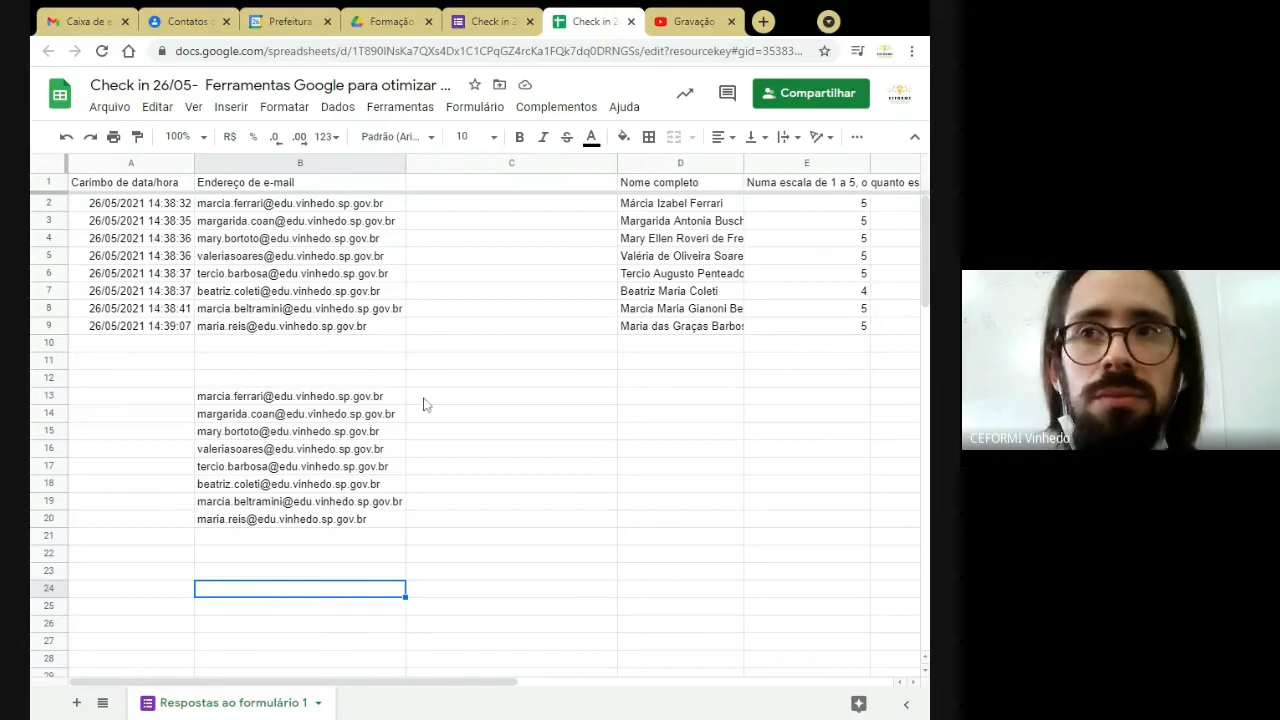 Caixa de e
Contatos c
Prefeitura
Formação
Check in 2
Check in 2
Gravação
docs.google.com/spreadsheets/d/1T890INsKa7QXs4Dx1C1CPqGZ4rcKa1FQk7dq0DRNGSs/edit?resourcekey#gid=35383...
Check in 26/05- Ferramentas Google para otimizar ...
Compartilhar
Arquivo Editar Ver Inserir Formatar Dados Ferramentas Formulário Complementos Ajuda
100% R$ % .0 .00 123 Padrão (Ari... 10
A B C D E
1 Carimbo de data/hora Endereço de e-mail Nome completo Numa escala de 1 a 5, o quanto es
2 26/05/2021 14:38:32 marcia.ferrari@edu.vinhedo.sp.gov.br Márcia Izabel Ferrari 5
3 26/05/2021 14:38:35 margarida.coan@edu.vinhedo.sp.gov.br Margarida Antonia Busch 5
4 26/05/2021 14:38:36 mary.bortoto@edu.vinhedo.sp.gov.br Mary Ellen Roveri de Fre 5
5 26/05/2021 14:38:36 valeriasoares@edu.vinhedo.sp.gov.br Valéria de Oliveira Soare 5
6 26/05/2021 14:38:37 tercio.barbosa@edu.vinhedo.sp.gov.br Tercio Augusto Penteado 5
7 26/05/2021 14:38:37 beatriz.coleti@edu.vinhedo.sp.gov.br Beatriz Maria Coleti 4
8 26/05/2021 14:38:41 marcia.beltramini@edu.vinhedo.sp.gov.br Marcia Maria Gianoni Be 5
9 26/05/2021 14:39:07 maria.reis@edu.vinhedo.sp.gov.br Maria das Graças Barbos 5
10
11
12
13 marcia.ferrari@edu.vinhedo.sp.gov.br
14 margarida.coan@edu.vinhedo.sp.gov.br
15 mary.bortoto@edu.vinhedo.sp.gov.br
16 valeriasoares@edu.vinhedo.sp.gov.br
17 tercio.barbosa@edu.vinhedo.sp.gov.br
18 beatriz.coleti@edu.vinhedo.sp.gov.br
19 marcia.beltramini@edu.vinhedo.sp.gov.br
20 maria.reis@edu.vinhedo.sp.gov.br
21
22
23
24
25
26
27
28
29
Respostas ao formulário 1
CEFORMI Vinhedo